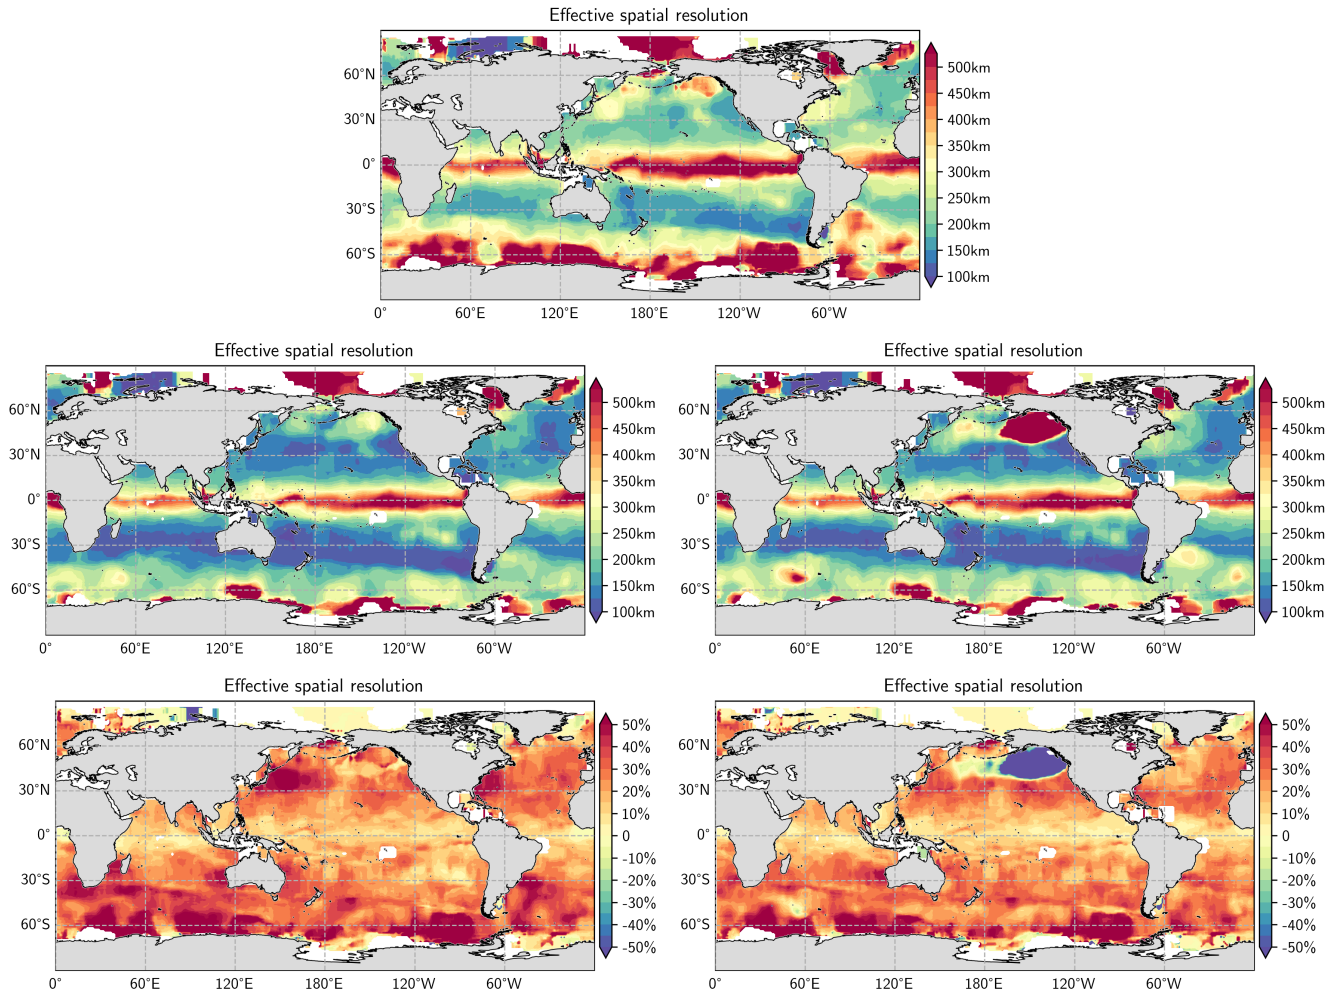 Effective spatial resolution
60°N
30°N
0°
30°S
60°S
0°
60°E
120°E
180°E
120°W
60°W
500km
450km
400km
350km
300km
250km
200km
150km
100km
Effective spatial resolution
60°N
30°N
0°
30°S
60°S
0°
60°E
120°E
180°E
120°W
60°W
500km
450km
400km
350km
300km
250km
200km
150km
100km
Effective spatial resolution
60°N
30°N
0°
30°S
60°S
0°
60°E
120°E
180°E
120°W
60°W
500km
450km
400km
350km
300km
250km
200km
150km
100km
Effective spatial resolution
60°N
30°N
0°
30°S
60°S
0°
60°E
120°E
180°E
120°W
60°W
50%
40%
30%
20%
10%
0
-10%
-20%
-30%
-40%
-50%
Effective spatial resolution
60°N
30°N
0°
30°S
60°S
0°
60°E
120°E
180°E
120°W
60°W
50%
40%
30%
20%
10%
0
-10%
-20%
-30%
-40%
-50%